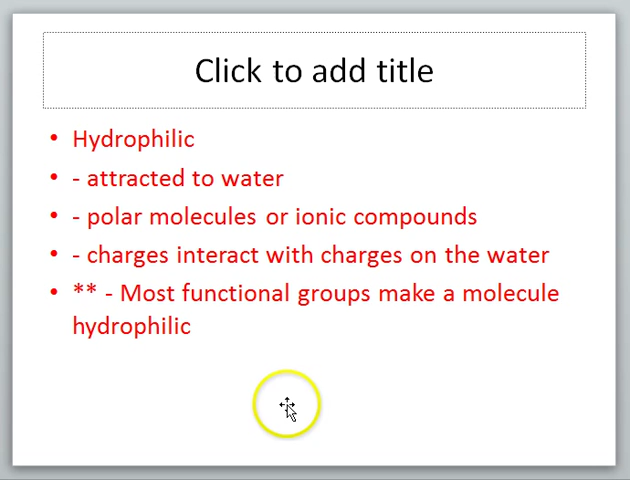 Click to add title
• Hydrophilic
• - attracted to water
• - polar molecules or ionic compounds
• - charges interact with charges on the water
• ** - Most functional groups make a molecule
hydrophilic